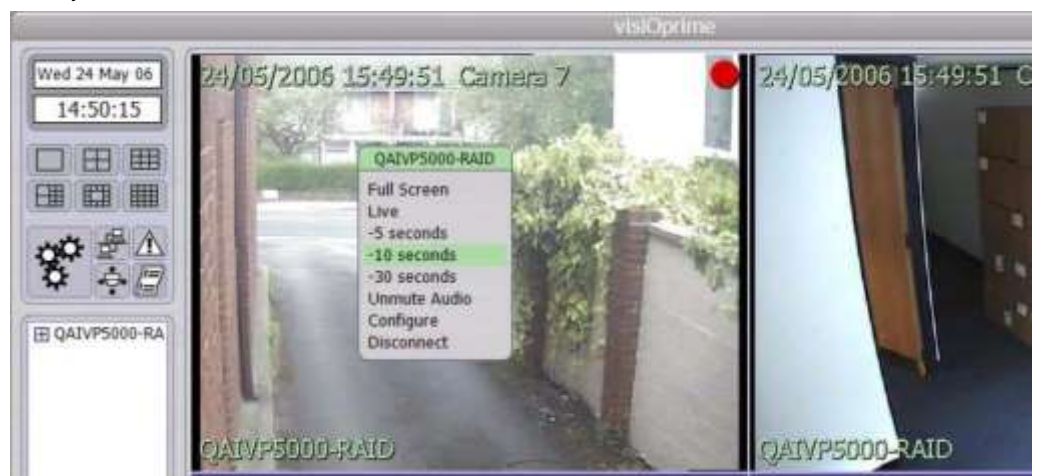 visiOprime
Wed 24 May 06
14:50:15
QAIVP5000-RA
24/05/2006 15:49:51 Camera 7
QAIVP5000-RAID
Full Screen
Live
-5 seconds
-10 seconds
-30 seconds
Unmute Audio
Configure
Disconnect
QAIVP5000-RAID
24/05/2006 15:49:51 C
QAIVP5000-RAID